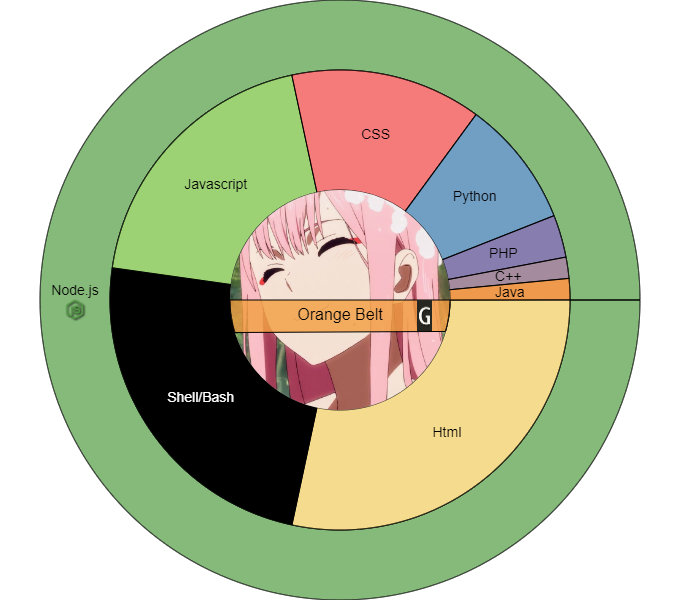 CSS
Javascript
Python
PHP
C++
Java
Node.js
Orange Belt
G
Shell/Bash
Html